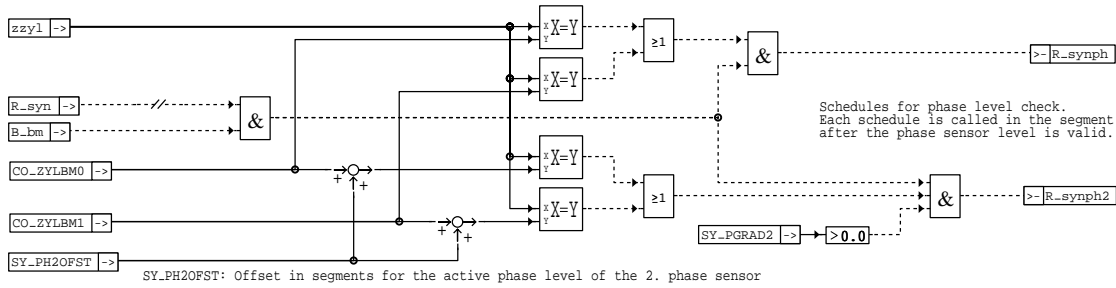 zzyl ->
X X=Y
Y
≥1
&
>- R_synph
X X=Y
Y
R_syn ->
B_bm ->
&
Schedules for phase level check.
Each schedule is called in the segment
after the phase sensor level is valid.
CO_ZYLBM0 ->
+ +
X X=Y
Y
≥1
&
>- R_synph2
CO_ZYLBM1 ->
+ +
X X=Y
Y
SY_PGRAD2 ->
>0.0
SY_PH2OFST ->
+
+
SY_PH2OFST: Offset in segments for the active phase level of the 2. phase sensor